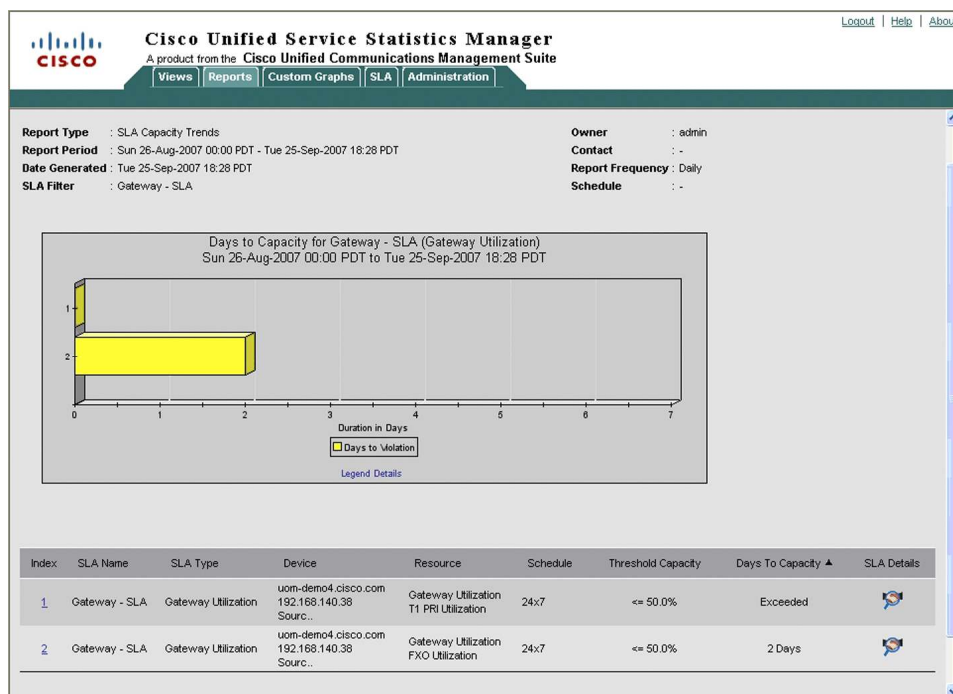 Logout | Help | Abou
CISCO
Cisco Unified Service Statistics Manager
A product from the Cisco Unified Communications Management Suite
Views Reports Custom Graphs SLA Administration
Report Type : SLA Capacity Trends
Owner : admin
Report Period : Sun 26-Aug-2007 00:00 PDT - Tue 25-Sep-2007 18:28 PDT
Contact : -
Date Generated : Tue 25-Sep-2007 18:28 PDT
Report Frequency : Daily
SLA Filter : Gateway - SLA
Schedule : -
Days to Capacity for Gateway - SLA (Gateway Utilization)
Sun 26-Aug-2007 00:00 PDT to Tue 25-Sep-2007 18:28 PDT
1
2
0 1 2 3 4 5 6 7
Duration in Days
Days to Violation
Legend Details
Index SLA Name SLA Type Device Resource Schedule Threshold Capacity Days To Capacity ▲ SLA Details
1 Gateway - SLA Gateway Utilization uom-demo4.cisco.com 192.168.140.38 Sourc.. Gateway Utilization T1 PRI Utilization 24x7 <= 50.0% Exceeded
2 Gateway - SLA Gateway Utilization uom-demo4.cisco.com 192.168.140.38 Sourc.. Gateway Utilization FXO Utilization 24x7 <= 50.0% 2 Days